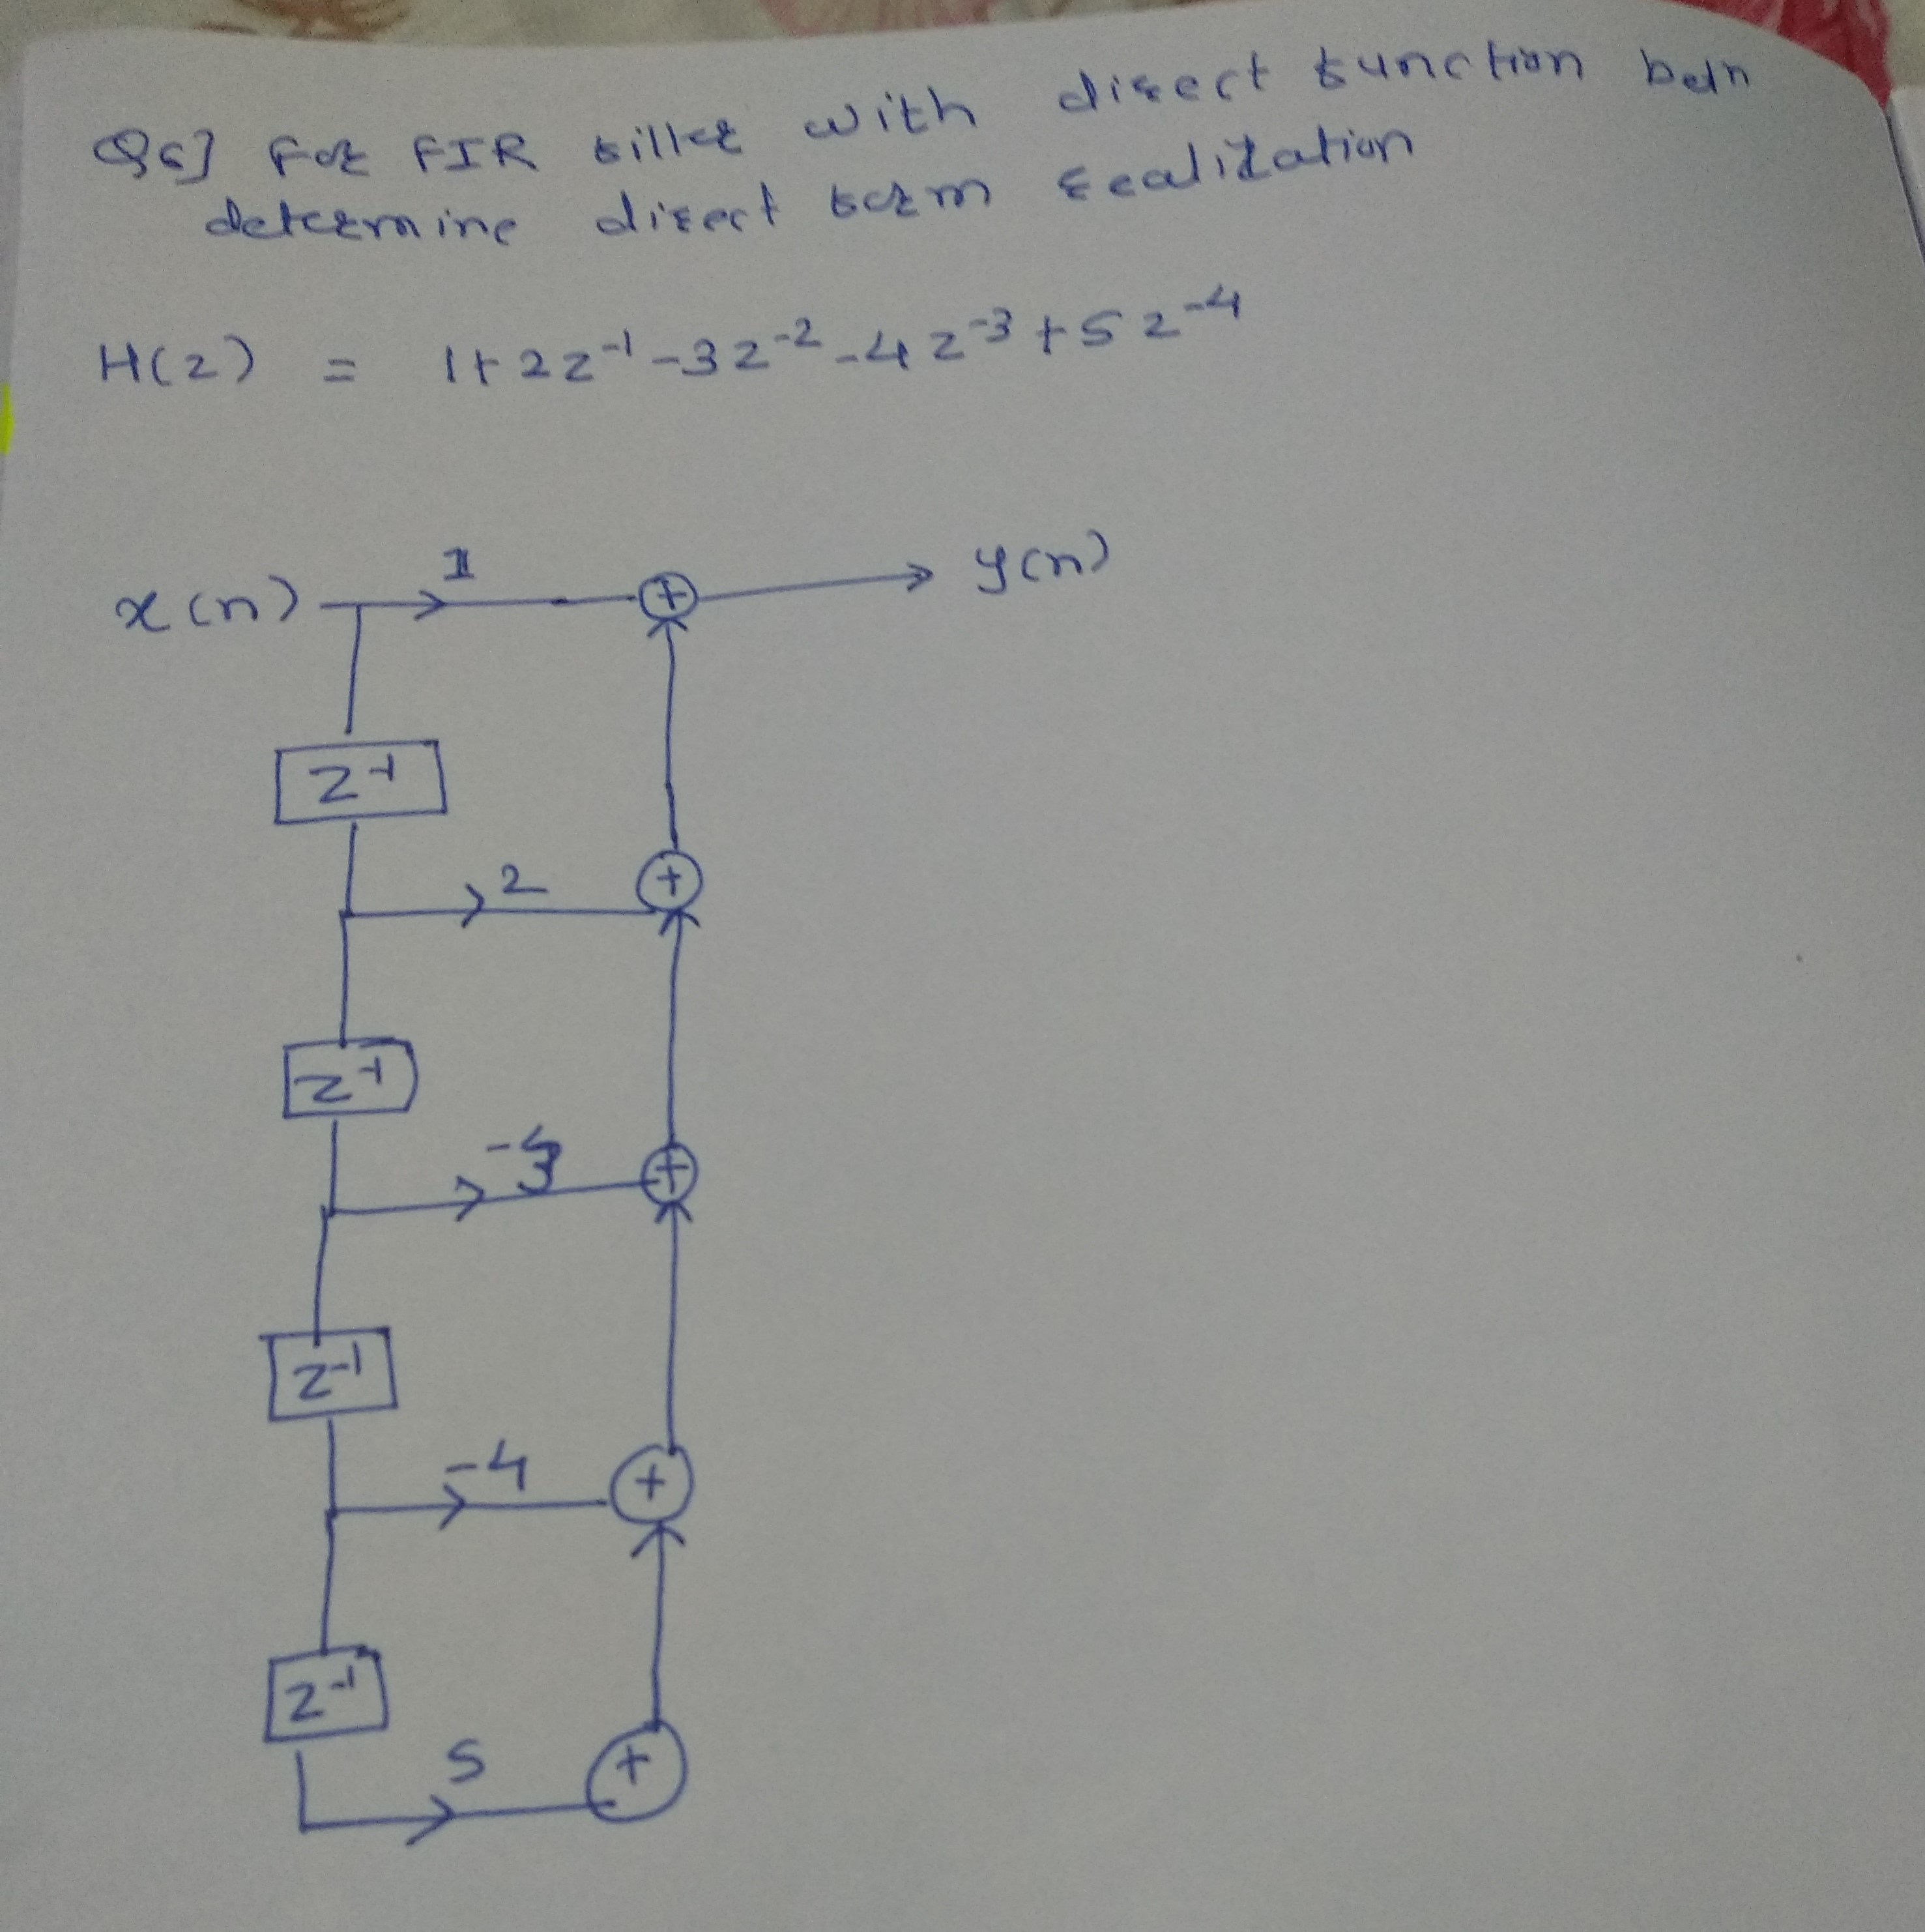 Q5] For FIR filter with direct function
determine direct form realization
H(z) = 1+2z⁻¹-3z⁻²-4z⁻³+5z⁻⁴
x(n) 1 + y(n)
z⁻¹
2 +
z⁻¹
-3 +
z⁻¹
-4 +
z⁻¹
5 +